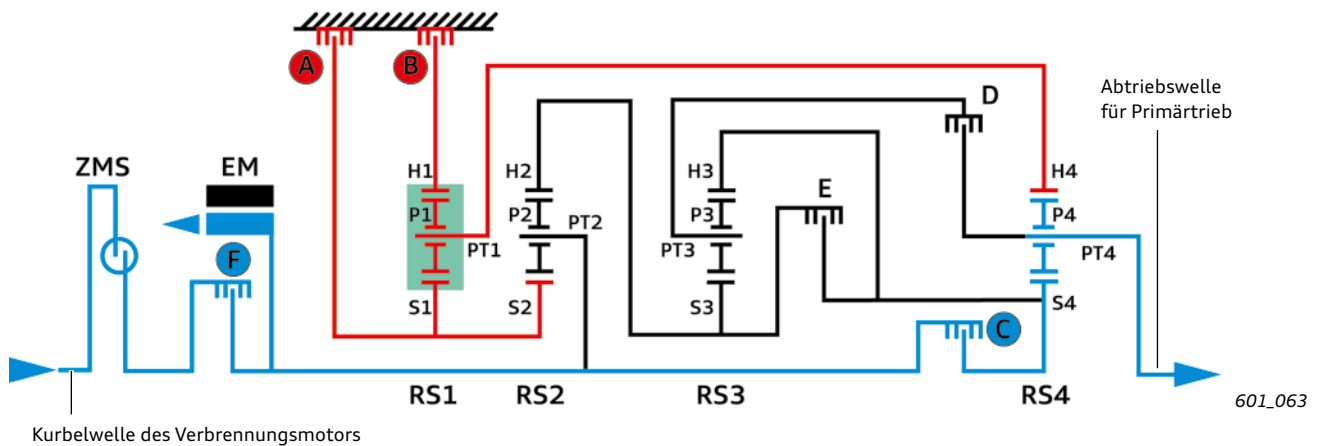 A
B
D
Abtriebswelle
für Primärtrieb
ZMS
EM
H1
H2
H3
E
H4
P1
P2
PT2
P3
P4
F
PT1
PT3
PT4
S1
S2
S3
S4
C
RS1
RS2
RS3
RS4
601_063
Kurbelwelle des Verbrennungsmotors